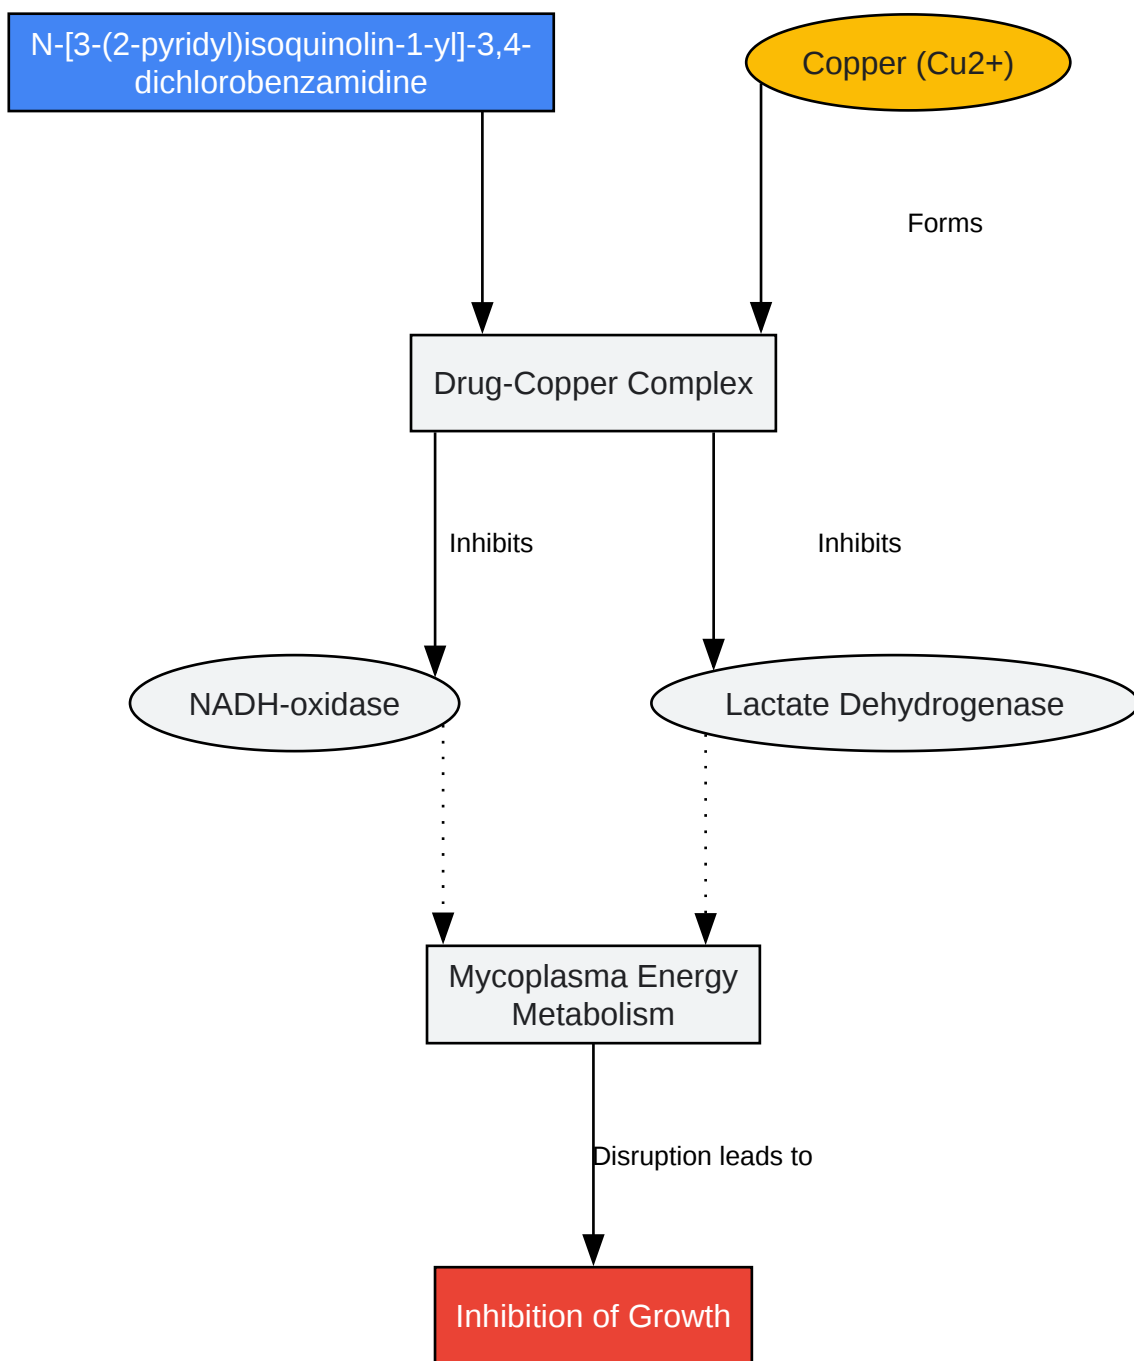 N-[3-(2-pyridyl)isoquinolin-1-yl]-3,4-
dichlorobenzamidine
Copper (Cu2+)
Forms
Drug-Copper Complex
Inhibits
Inhibits
NADH-oxidase
Lactate Dehydrogenase
Mycoplasma Energy
Metabolism
Disruption leads to
Inhibition of Growth